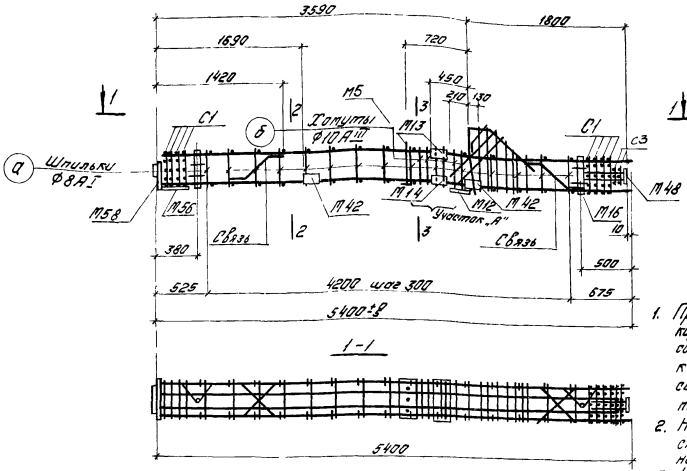 3590
1800
1690
720
1420
450
210
130
М5
1
2
3
1
С1
б
Хомуты
Ф10АIII
М13
С1
с3
а
Шпильки
Ф8АI
М58
М56
М42
М14
М12
М42
М16
М48
Участок „А"
Связь
Связь
10
2
3
380
500
525
4200 шаг 300
675
1-1
1.
2.
5400